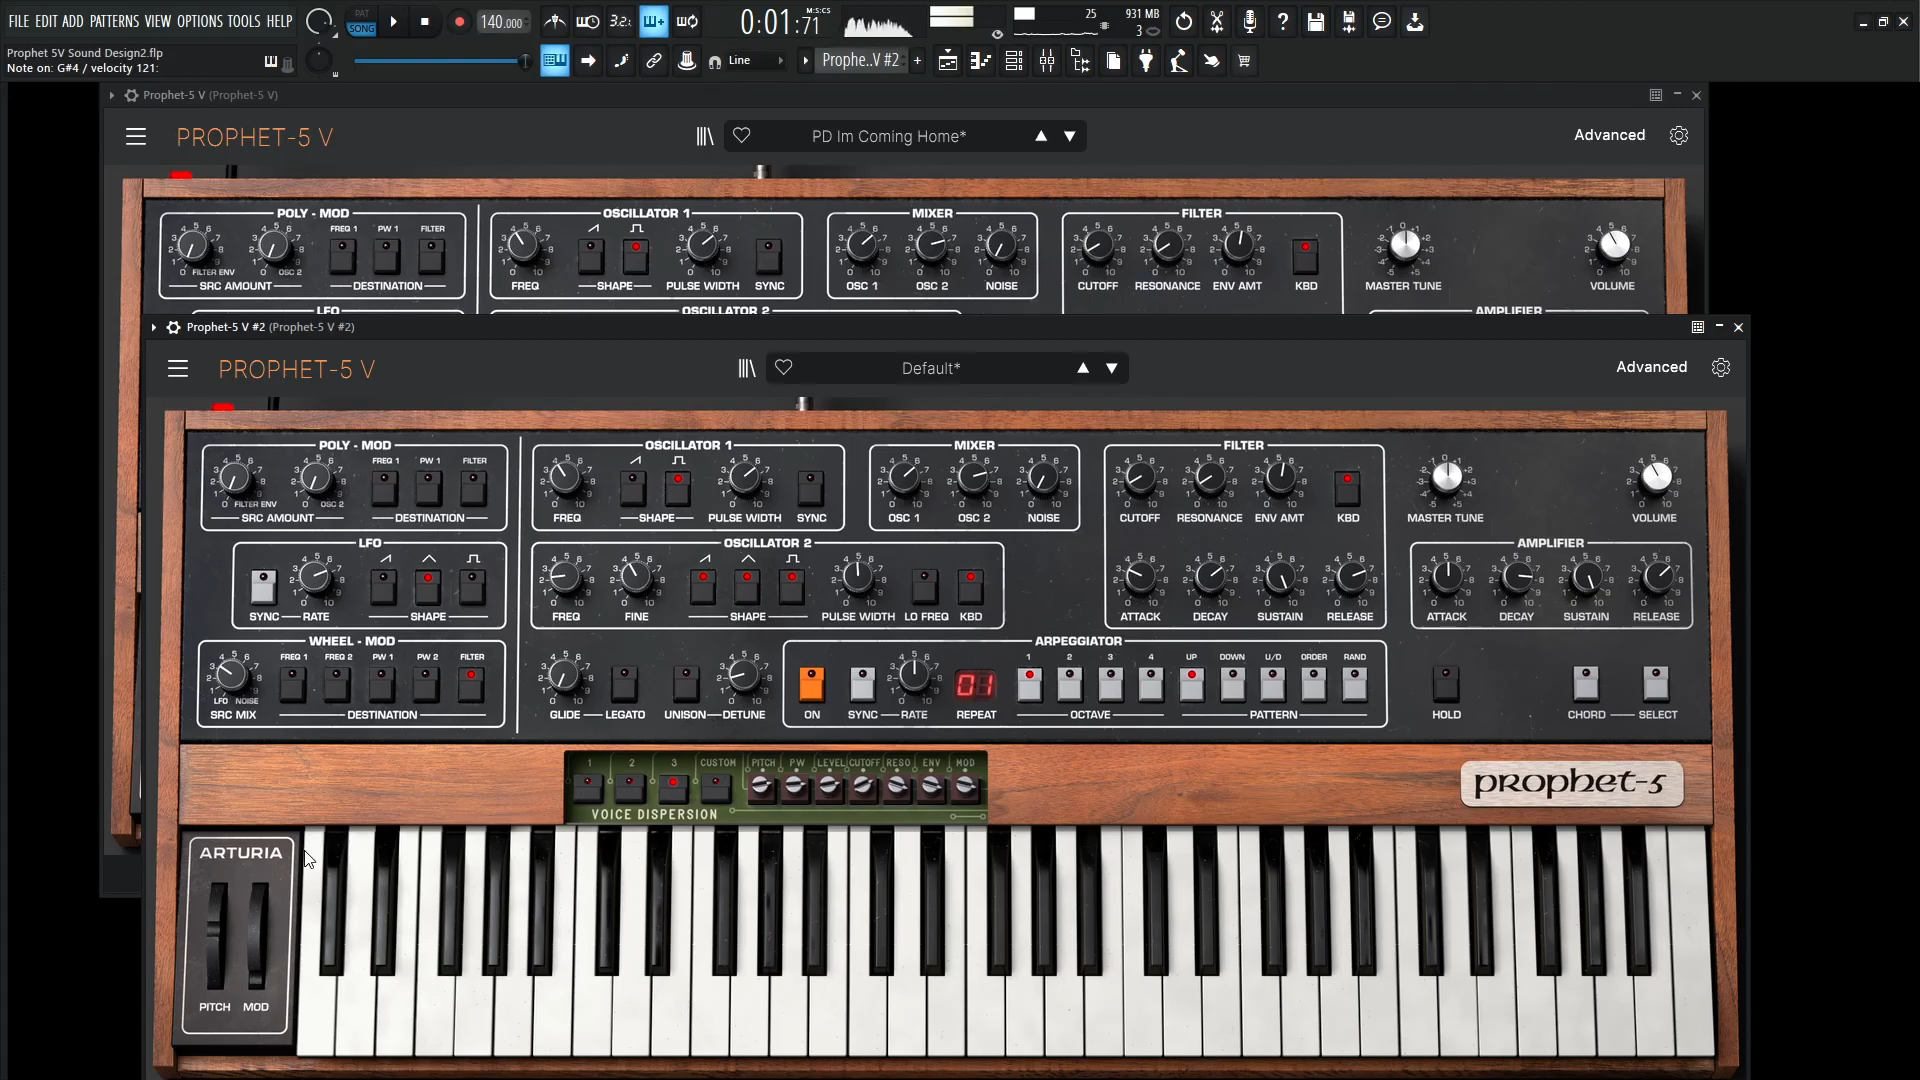 FILE EDIT ADD PATTERNS VIEW OPTIONS TOOLS HELP
PAT
SONG
140.000
3.2.
0:01:71
M:S:CS
25
931 MB
3
Prophet 5V Sound Design2.flp
Note on: G#4 / velocity 121:
Line
Prophe..V #2
Prophet-5 V (Prophet-5 V)
PROPHET-5 V
PD Im Coming Home*
Advanced
POLY - MOD
OSCILLATOR 1
MIXER
FILTER
FREQ 1 PW 1 FILTER
FILTER ENV OSC 2
SRC AMOUNT DESTINATION
FREQ SHAPE PULSE WIDTH SYNC
OSC 1 OSC 2 NOISE
CUTOFF RESONANCE ENV AMT KBD
MASTER TUNE
VOLUME
LFO
OSCILLATOR 2
AMPLIFIER
Prophet-5 V #2 (Prophet-5 V #2)
PROPHET-5 V
Default*
Advanced
POLY - MOD
OSCILLATOR 1
MIXER
FILTER
FREQ 1 PW 1 FILTER
FILTER ENV OSC 2
SRC AMOUNT DESTINATION
FREQ SHAPE PULSE WIDTH SYNC
OSC 1 OSC 2 NOISE
CUTOFF RESONANCE ENV AMT KBD
MASTER TUNE
VOLUME
LFO
OSCILLATOR 2
AMPLIFIER
SYNC RATE SHAPE
FREQ FINE SHAPE PULSE WIDTH LO FREQ KBD
ATTACK DECAY SUSTAIN RELEASE
ATTACK DECAY SUSTAIN RELEASE
WHEEL - MOD
ARPEGGIATOR
FREQ 1 FREQ 2 PW 1 PW 2 FILTER
1 2 3 4 UP DOWN U/D ORDER RAND
01
LFO NOISE
SRC MIX DESTINATION
GLIDE LEGATO UNISON DETUNE
ON SYNC RATE REPEAT OCTAVE PATTERN
HOLD
CHORD SELECT
1 2 3 CUSTOM PITCH PW LEVEL CUTOFF RESO ENV MOD
VOICE DISPERSION
prophet-5
ARTURIA
PITCH MOD